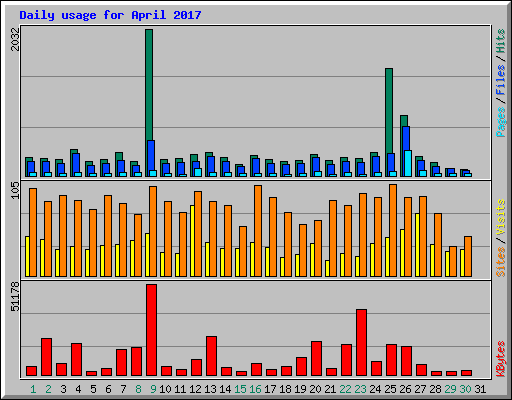 Daily usage for April 2017
2032
Pages / Files / Hits
105
Sites / Visits
51178
KBytes
1 2 3 4 5 6 7 8 9 10 11 12 13 14 15 16 17 18 19 20 21 22 23 24 25 26 27 28 29 30 31